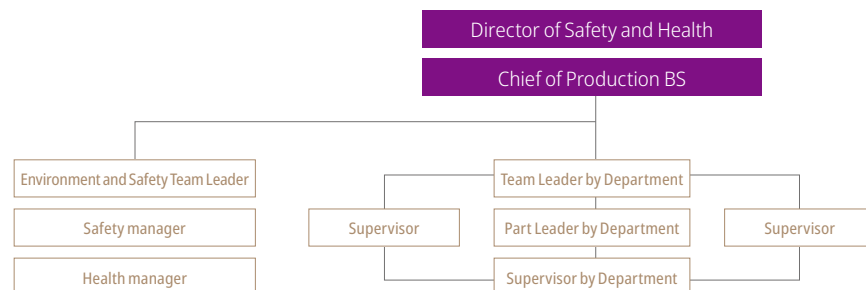 Director of Safety and Health
Chief of Production BS
Environment and Safety Team Leader
Team Leader by Department
Safety manager
Supervisor
Part Leader by Department
Supervisor
Health manager
Supervisor by Department